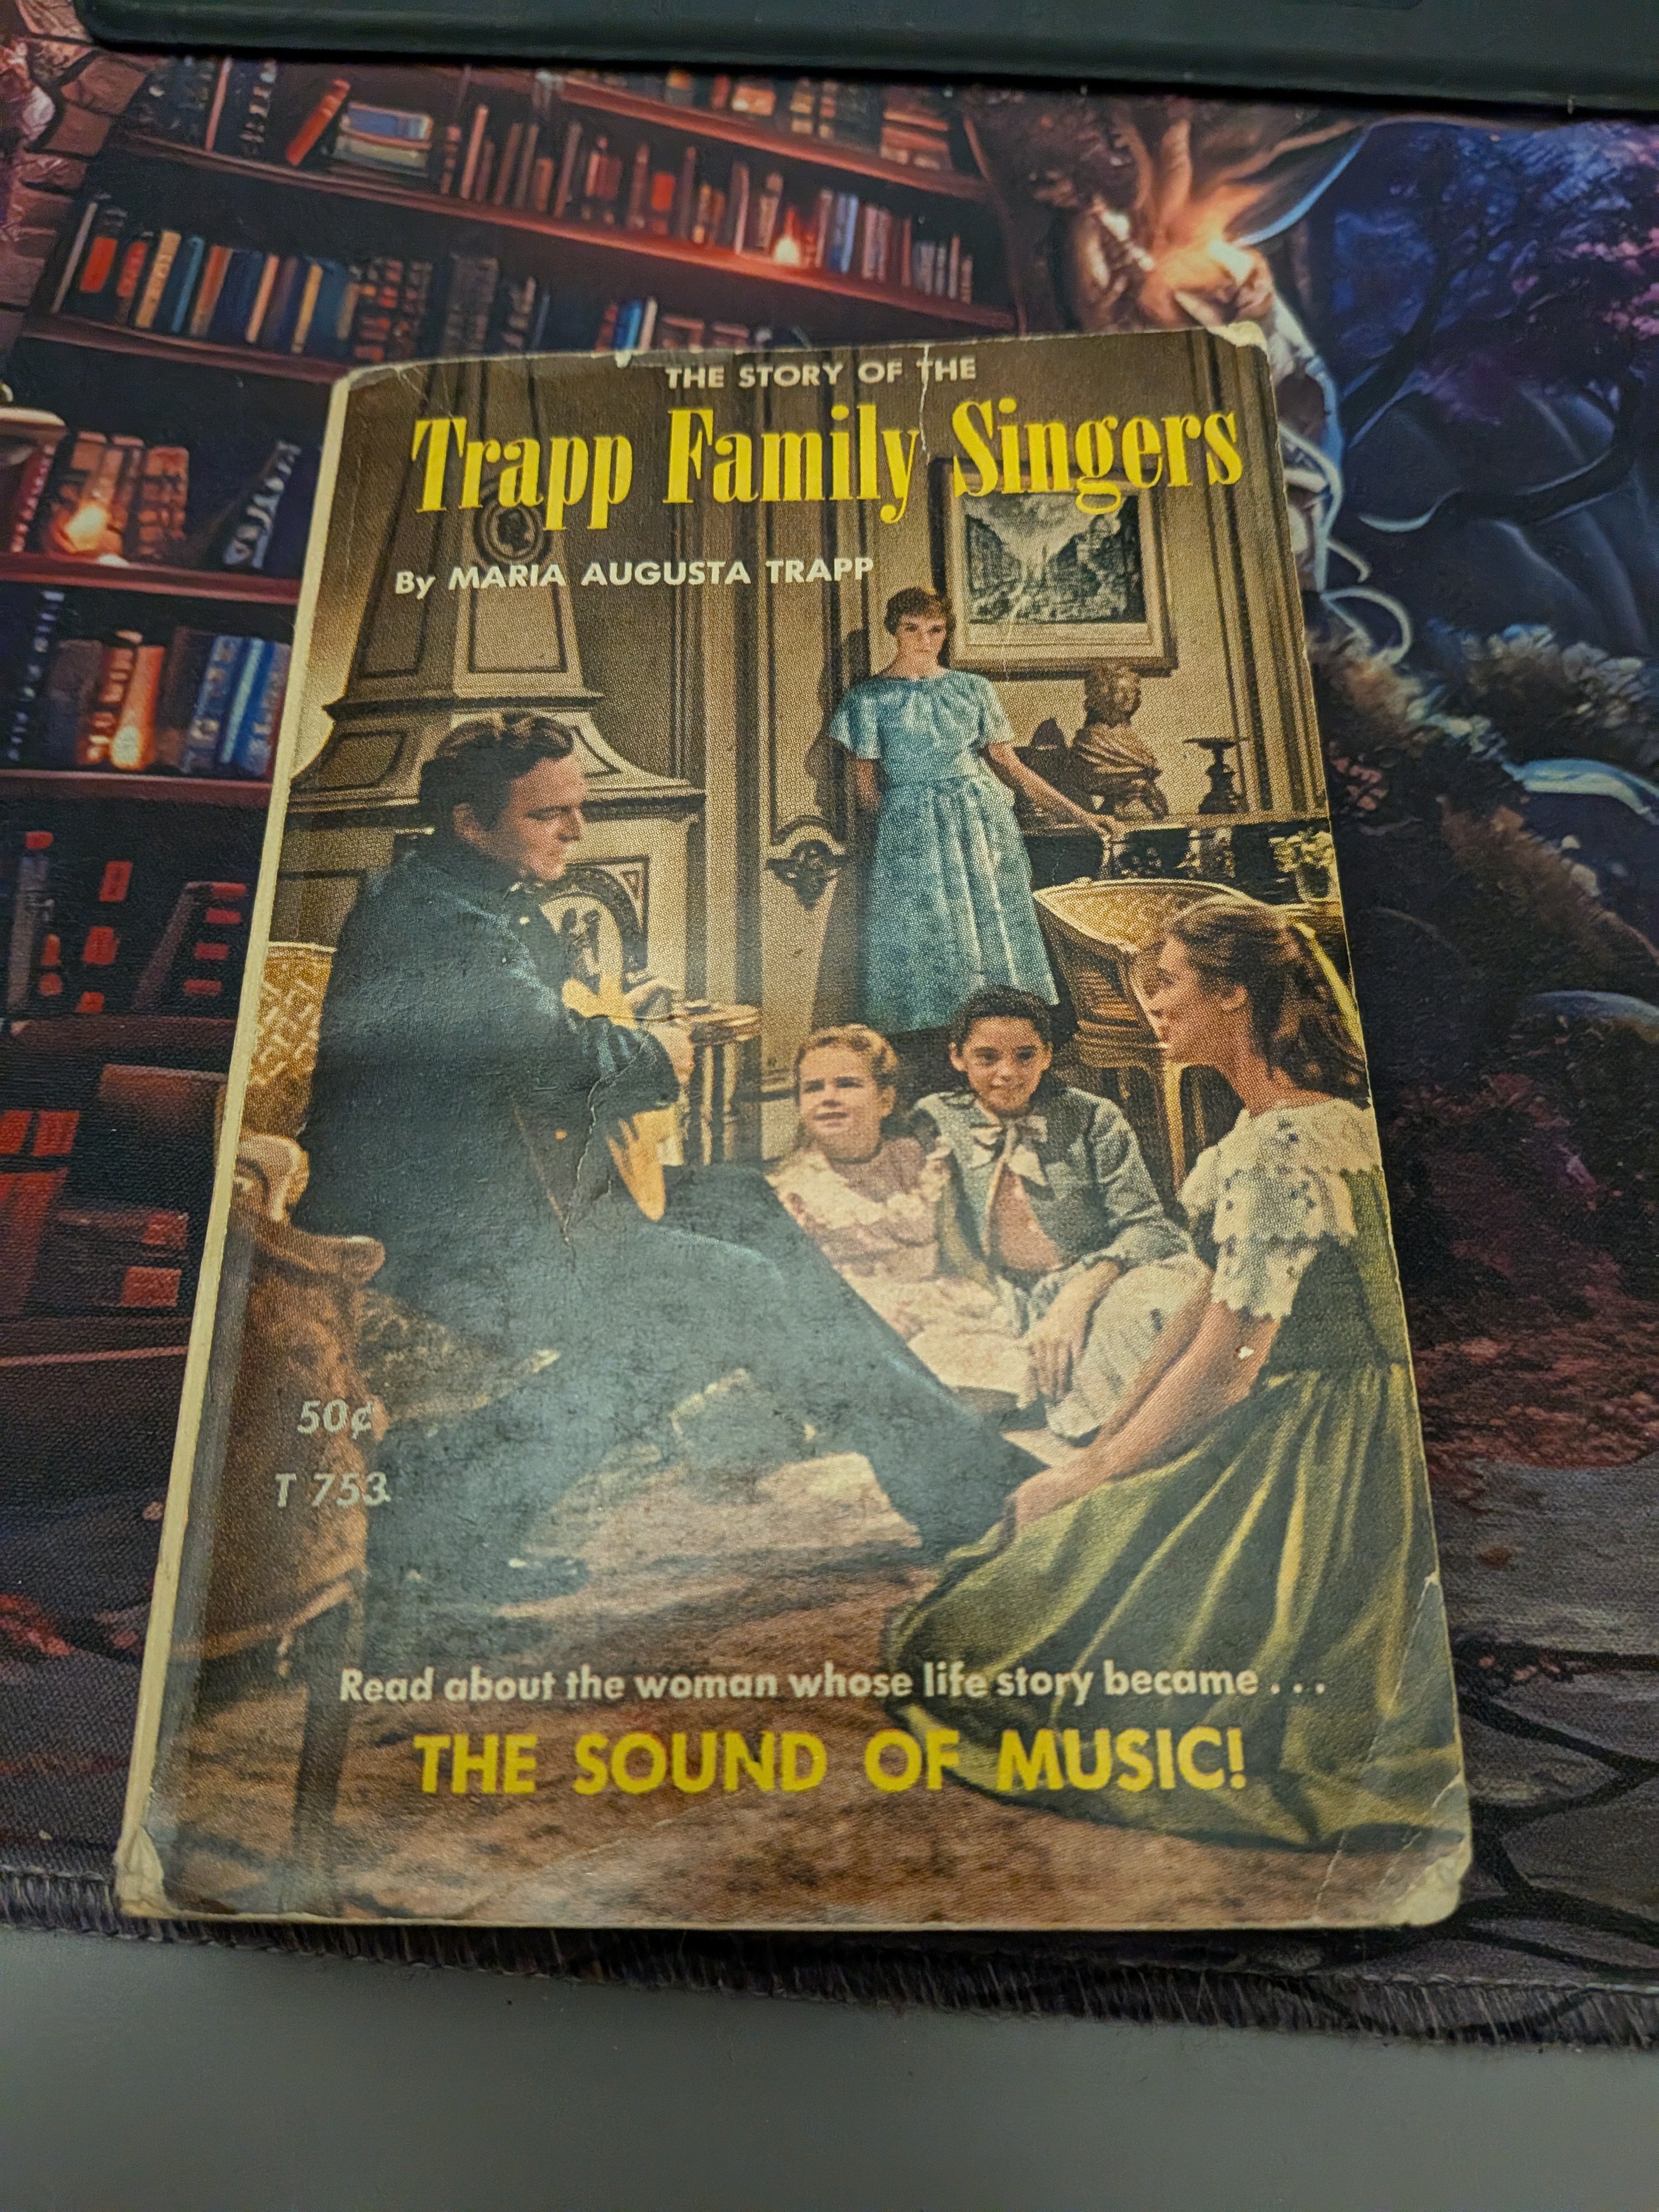 THE STORY OF THE
Trapp Family Singers
By MARIA AUGUSTA TRAPP
50¢
T 753
Read about the woman whose life story became . . .
THE SOUND OF MUSIC!